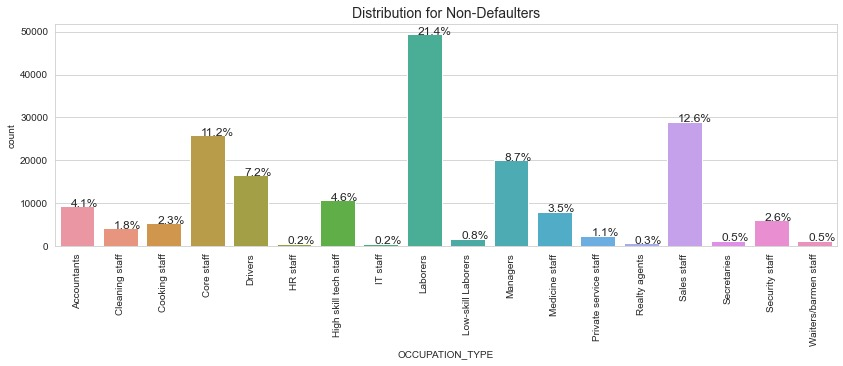 Distribution for Non-Defaulters
count
50000
40000
30000
20000
10000
0
4.1%
1.8%
2.3%
11.2%
7.2%
0.2%
4.6%
0.2%
21.4%
0.8%
8.7%
3.5%
1.1%
0.3%
12.6%
0.5%
2.6%
0.5%
Accountants
Cleaning staff
Cooking staff
Core staff
Drivers
HR staff
High skill tech staff
IT staff
Laborers
Low-skill Laborers
Managers
Medicine staff
Private service staff
Realty agents
Sales staff
Secretaries
Security staff
Waiters/barmen staff
OCCUPATION_TYPE